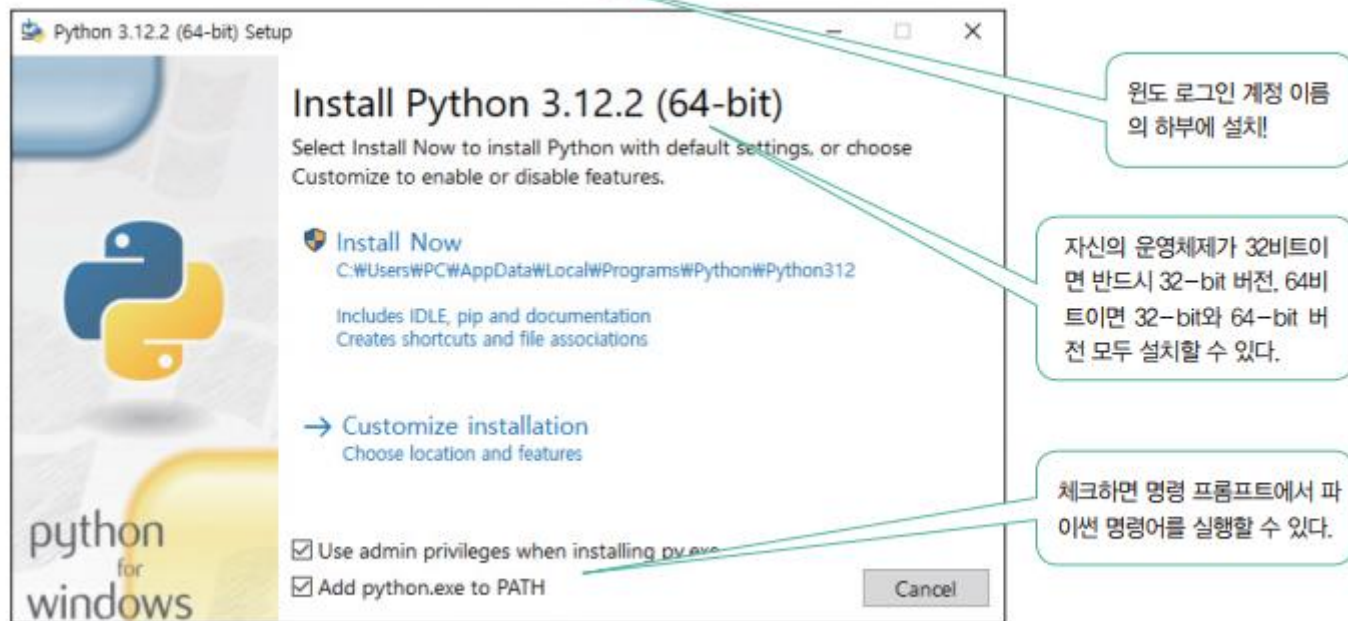 Python 3.12.2 (64-bit) Setup
Install Python 3.12.2 (64-bit)
Select Install Now to install Python with default settings, or choose
Customize to enable or disable features.
Install Now
C:₩Users₩PC₩AppData₩Local₩Programs₩Python₩Python312
Includes IDLE, pip and documentation
Creates shortcuts and file associations
Customize installation
Choose location and features
Use admin privileges when installing py.exe
Add python.exe to PATH
Cancel
python
for
windows
윈도 로그인 계정 이름
의 하부에 설치!
자신의 운영체제가 32비트이
면 반드시 32-bit 버전, 64비
트이면 32-bit와 64-bit 버
전 모두 설치할 수 있다.
체크하면 명령 프롬프트에서 파
이썬 명령어를 실행할 수 있다.